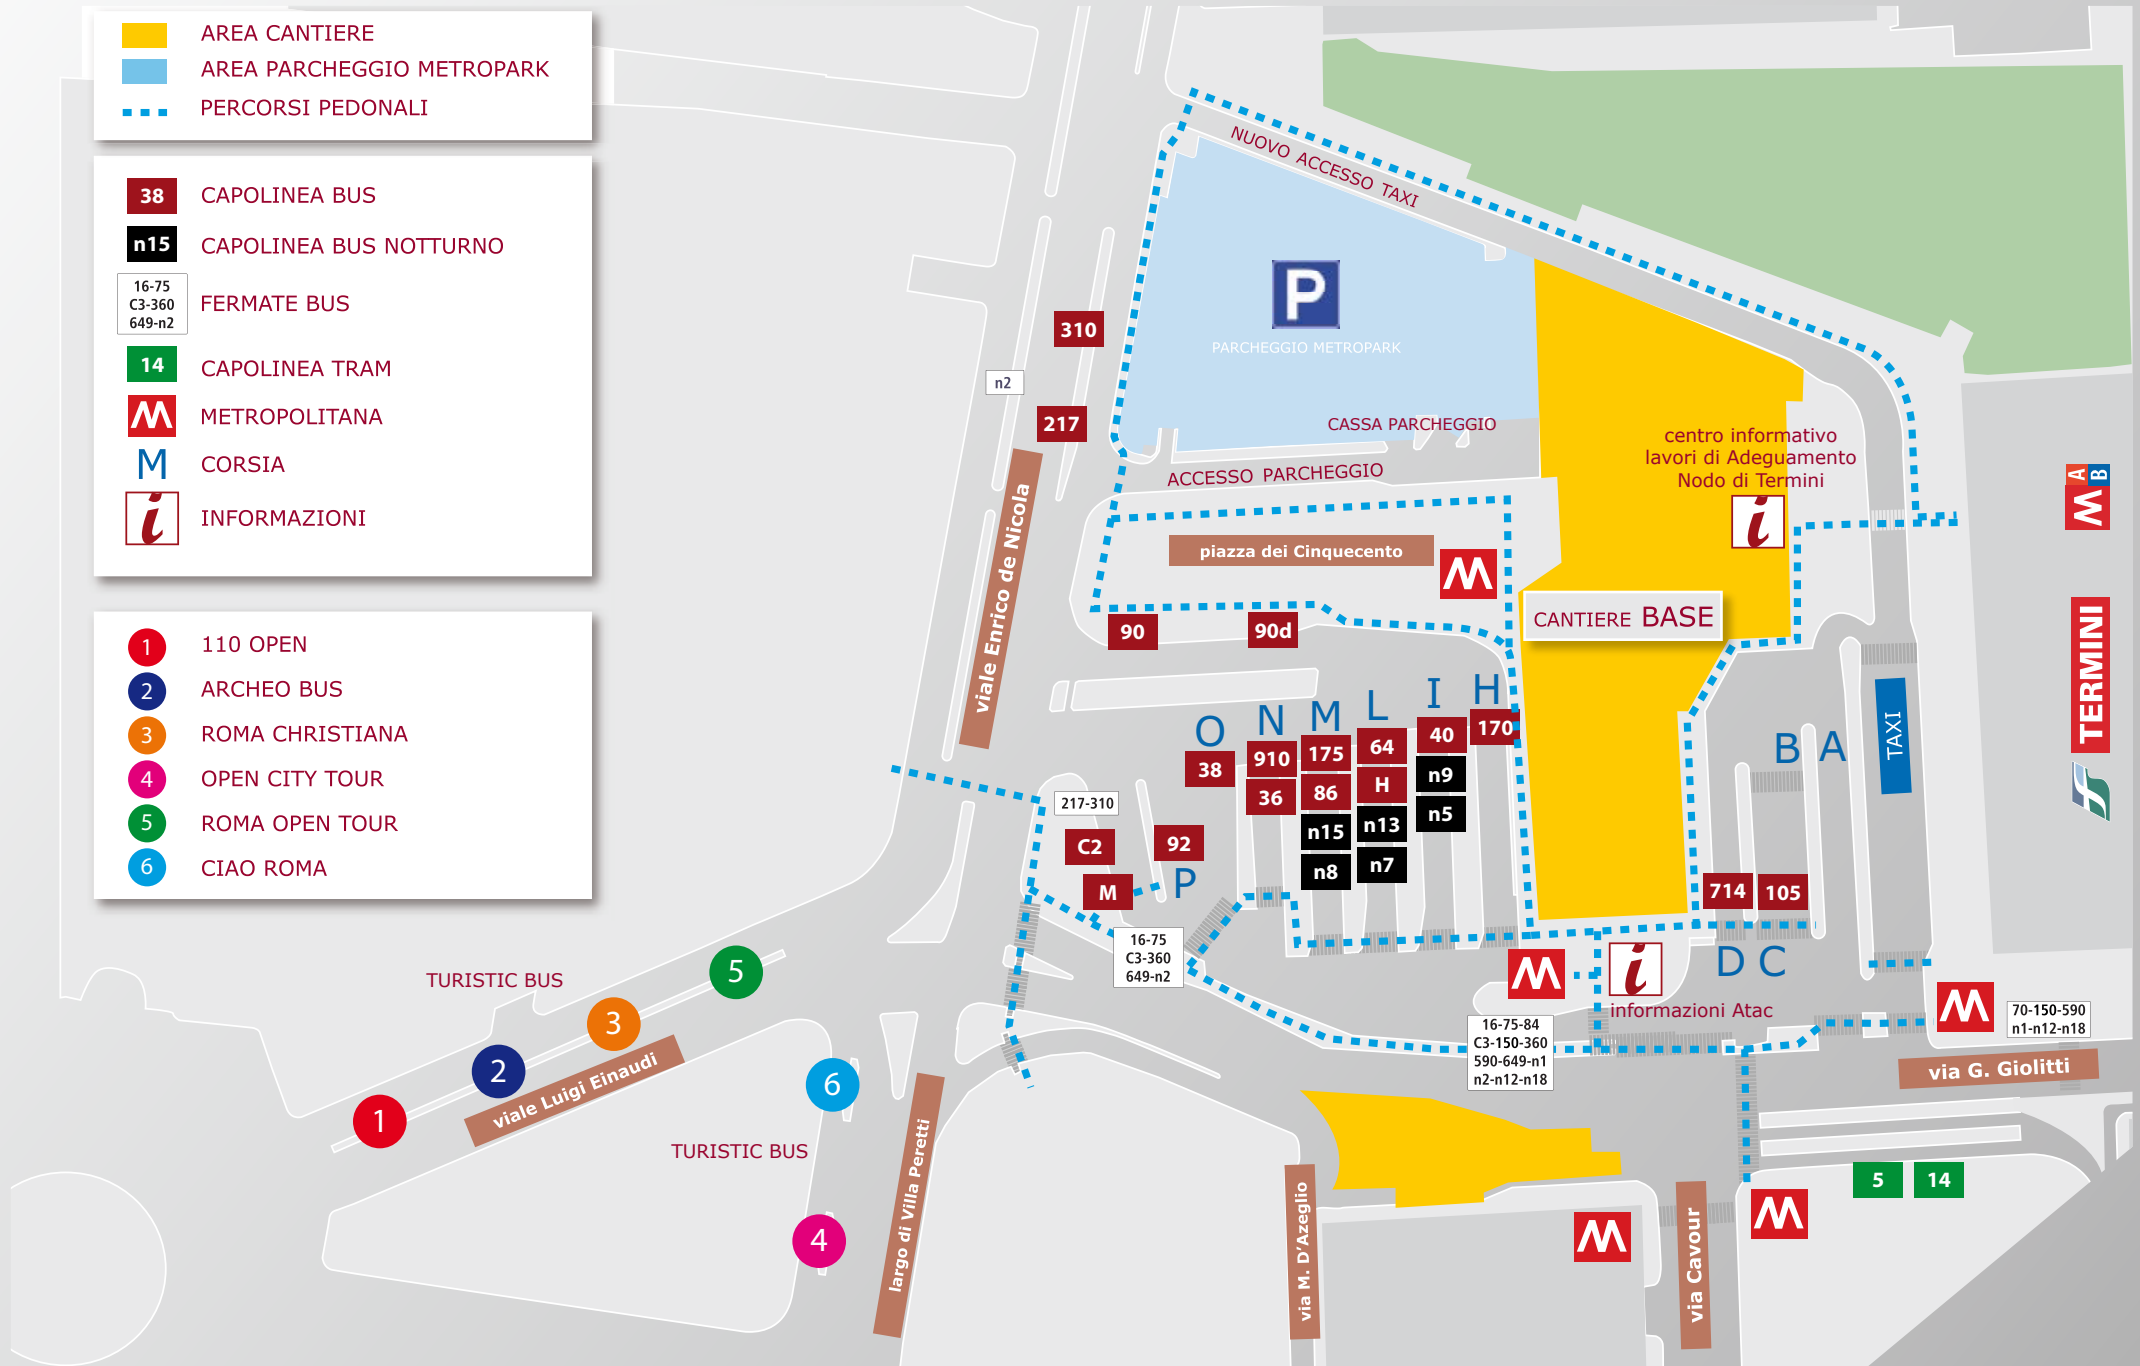 AREA CANTIERE
AREA PARCHEGGIO METROPARK
PERCORSI PEDONALI
38
CAPOLINEA BUS
n15
CAPOLINEA BUS NOTTURNO
16-75
C3-360
649-n2
FERMATE BUS
14
CAPOLINEA TRAM
METROPOLITANA
M
CORSIA
i
INFORMAZIONI
1
110 OPEN
2
ARCHEO BUS
3
ROMA CHRISTIANA
4
OPEN CITY TOUR
5
ROMA OPEN TOUR
6
CIAO ROMA
NUOVO ACCESSO TAXI
P
PARCHEGGIO METROPARK
310
n2
217
CASSA PARCHEGGIO
ACCESSO PARCHEGGIO
centro informativo
lavori di Adeguamento
Nodo di Termini
i
A B
TERMINI
viale Enrico de Nicola
piazza dei Cinquecento
90
90d
CANTIERE BASE
O
N
M
L
I
H
38
910
36
175
86
n15
n8
64
H
n13
n7
40
n9
n5
170
B
A
TAXI
217-310
C2
M
92
P
714
105
D C
16-75
C3-360
649-n2
i
informazioni Atac
16-75-84
C3-150-360
590-649-n1
n2-n12-n18
70-150-590
n1-n12-n18
via G. Giolitti
TURISTIC BUS
5
3
2
1
viale Luigi Einaudi
6
TURISTIC BUS
4
largo di Villa Peretti
via M. D'Azeglio
via Cavour
5
14